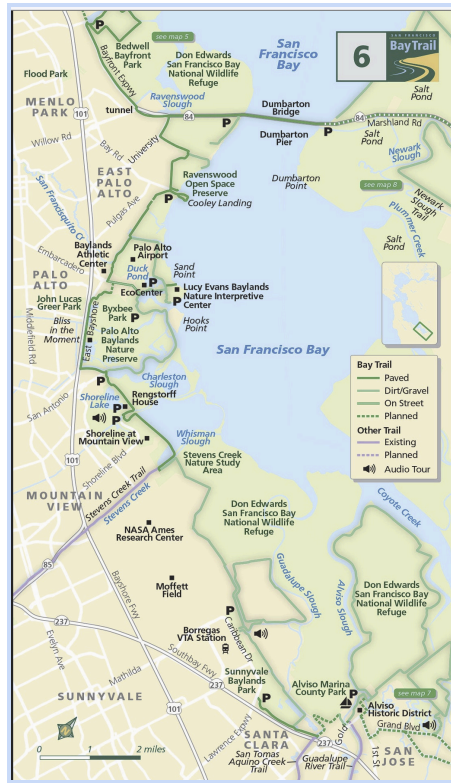 see map 5
Bedwell
Bayfront
Park
Don Edwards
San Francisco Bay
National Wildlife
Refuge
San
Francisco
Bay
6
SAN FRANCISCO
BayTrail
Flood Park
Bayfront Expwy
Ravenswood
Slough
Salt
Pond
MENLO
PARK
101
tunnel
84
Dumbarton
Bridge
84
Marshland Rd
P
P
P
Willow Rd
Bay Rd
University
Dumbarton
Pier
Salt
Pond
Newark
Slough
EAST
PALO
ALTO
Ravenswood
Open Space
Preserve
Cooley Landing
P
Dumbarton
Point
see map 8
Newark
Slough
Trail
San Francisquito Cr
Pulgas Ave
Plummer Creek
Embarcadero
Baylands
Athletic
Center
Palo Alto
Airport
Duck
Pond
Sand
Point
Salt
Pond
PALO
ALTO
EcoCenter
P
P
Lucy Evans Baylands
Nature Interpretive
Center
John Lucas
Greer Park
Byxbee
Park
P
Hooks
Point
Bliss
in the
Moment
East Bayshore
Palo Alto
Baylands
Nature
Preserve
Middlefield Rd
San Francisco Bay
Bay Trail
Paved
Dirt/Gravel
On Street
Planned
Other Trail
Existing
Planned
Audio Tour
P
Charleston
Slough
San Antonio
Shoreline
Lake
P
P
Rengstorff
House
Shoreline at
Mountain View
Whisman
Slough
Shoreline Blvd
Stevens Creek
Nature Study
Area
101
MOUNTAIN
VIEW
Stevens Creek Trail
Stevens Creek
Don Edwards
San Francisco Bay
National Wildlife
Refuge
Coyote Creek
NASA Ames
Research Center
Guadalupe Slough
Alviso Slough
85
Bayshore Fwy
Moffett
Field
Don Edwards
San Francisco Bay
National Wildlife
Refuge
237
P
Borregas
VTA Station
Caribbean Dr
Evelyn Ave
Southbay Fwy
Mathilda
Sunnyvale
Baylands
Park
P
Alviso Marina
County Park
P
see map 7
SUNNYVALE
237
Alviso
Historic District
Grand Blvd
Gold
1st St
Lawrence Expwy
SANTA
CLARA
237
SAN
JOSE
San Tomas
Aquino Creek
Trail
Guadalupe
River Trail
0 1 2 miles